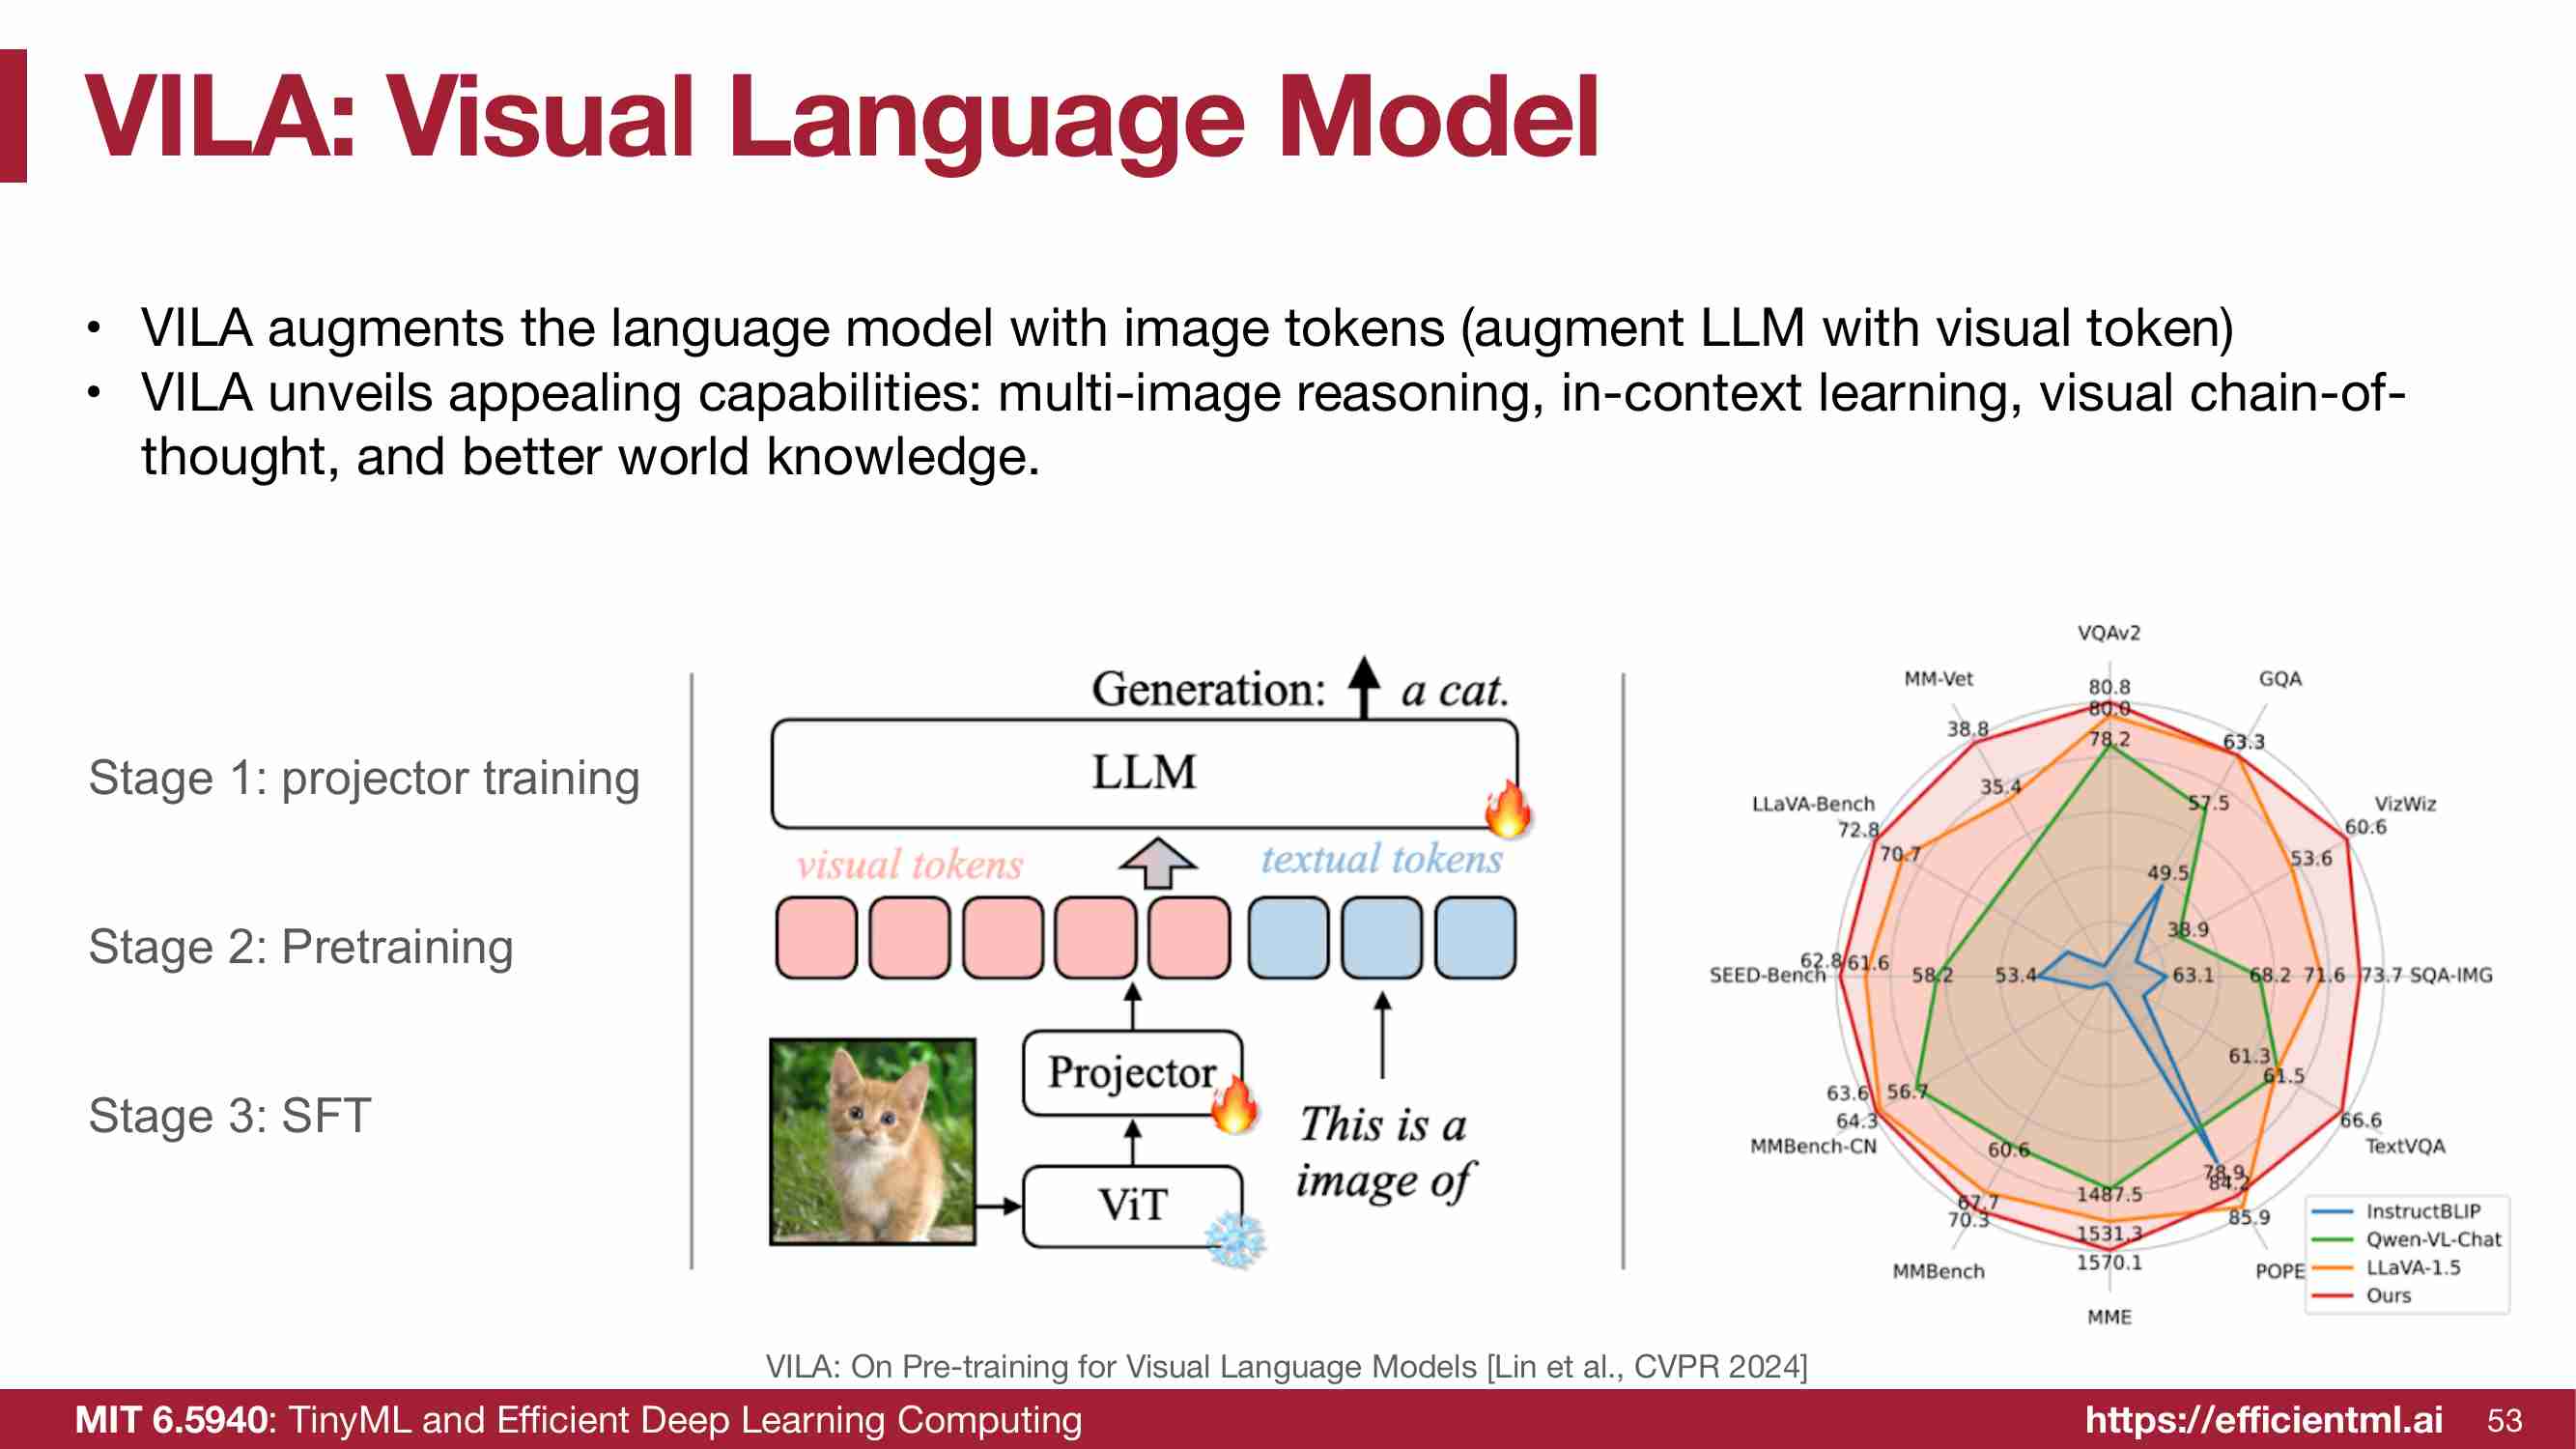 VILA: Visual Language Model
• VILA augments the language model with image tokens (augment LLM with visual token)
• VILA unveils appealing capabilities: multi-image reasoning, in-context learning, visual chain-of-
thought, and better world knowledge.
Stage 1: projector training
Stage 2: Pretraining
Stage 3: SFT
Generation: a cat.
LLM
visual tokens
textual tokens
Projector
ViT
This is a
image of
VQAv2
MM-Vet
GQA
80.8
80.0
78.2
38.8
63.3
35.4
57.5
LLaVA-Bench
VizWiz
72.8
60.6
70.7
53.6
49.5
38.9
SEED-Bench
62.8
61.6
58.2
53.4
63.1
68.2
71.6
73.7
SQA-IMG
61.3
61.5
63.6
56.7
64.3
66.6
MMBench-CN
TextVQA
60.6
78.9
84.2
1487.5
67.7
70.3
85.9
1531.3
1570.1
MMBench
POPE
MME
InstructBLIP
Qwen-VL-Chat
LLaVA-1.5
Ours
VILA: On Pre-training for Visual Language Models [Lin et al., CVPR 2024]
MIT 6.5940: TinyML and Efficient Deep Learning Computing
https://efficientml.ai
53